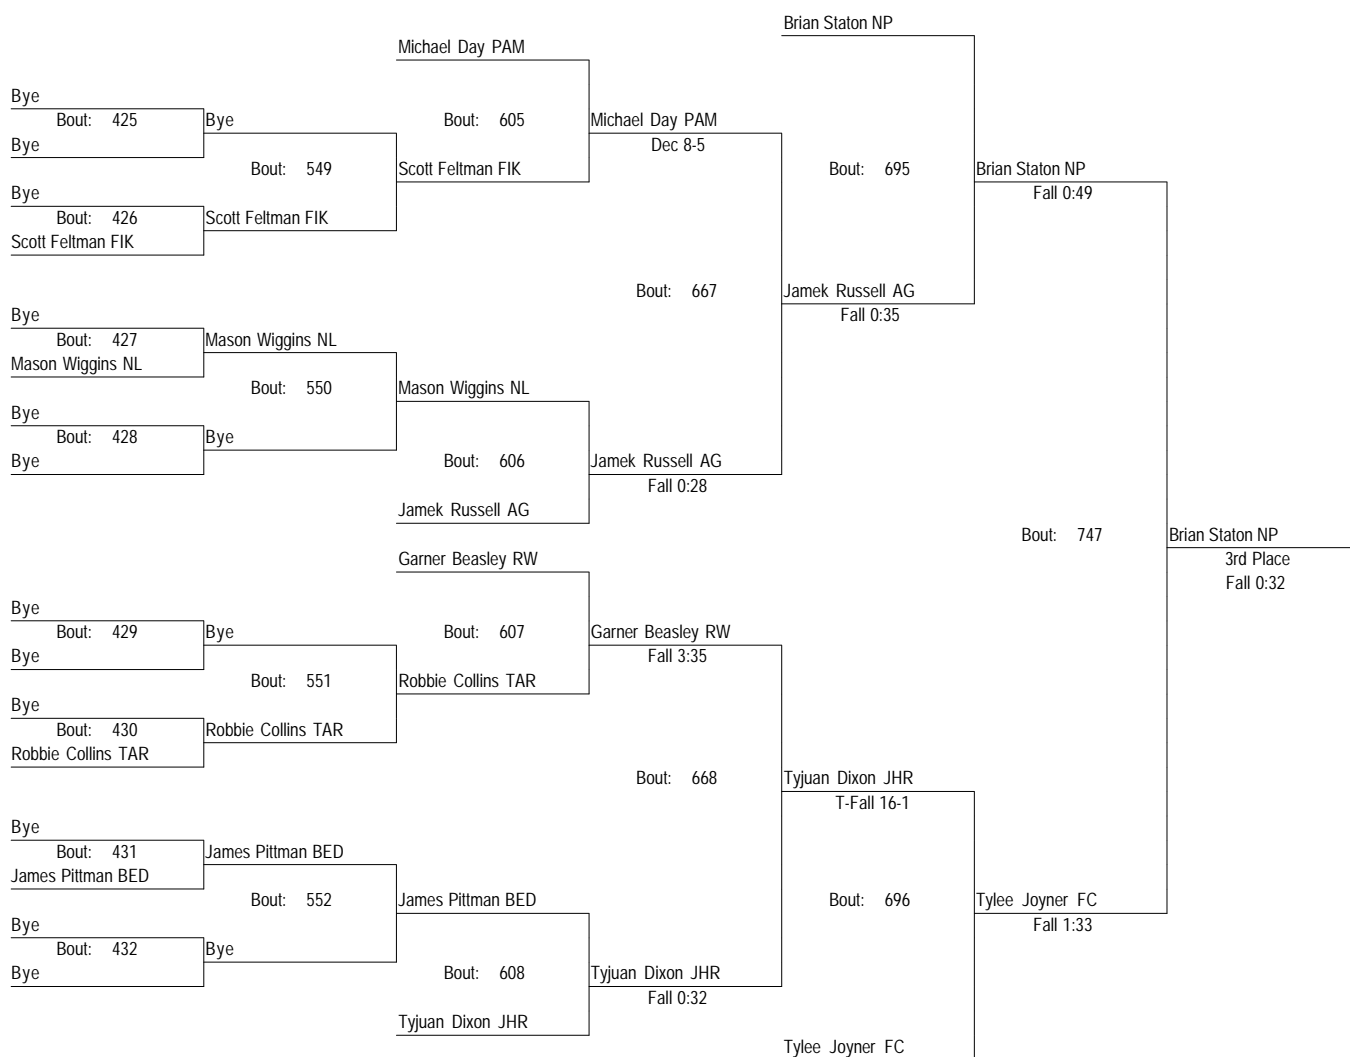 Brian Staton NP
Michael Day PAM
Bye
Bout: 425
Bye
Bout: 605
Michael Day PAM
Bye
Dec 8-5
Bout: 549
Scott Feltman FIK
Bout: 695
Brian Staton NP
Bye
Fall 0:49
Bout: 426
Scott Feltman FIK
Scott Feltman FIK
Bout: 667
Jamek Russell AG
Bye
Fall 0:35
Bout: 427
Mason Wiggins NL
Mason Wiggins NL
Bout: 550
Mason Wiggins NL
Bye
Bout: 428
Bye
Bye
Bout: 606
Jamek Russell AG
Fall 0:28
Jamek Russell AG
Bout: 747
Brian Staton NP
Garner Beasley RW
3rd Place
Fall 0:32
Bye
Bout: 429
Bye
Bout: 607
Garner Beasley RW
Bye
Fall 3:35
Bout: 551
Robbie Collins TAR
Bye
Bout: 430
Robbie Collins TAR
Robbie Collins TAR
Bout: 668
Tyjuan Dixon JHR
T-Fall 16-1
Bye
Bout: 431
James Pittman BED
James Pittman BED
Bout: 552
James Pittman BED
Bout: 696
Tylee Joyner FC
Bye
Fall 1:33
Bout: 432
Bye
Bye
Bout: 608
Tyjuan Dixon JHR
Fall 0:32
Tyjuan Dixon JHR
Tylee Joyner FC